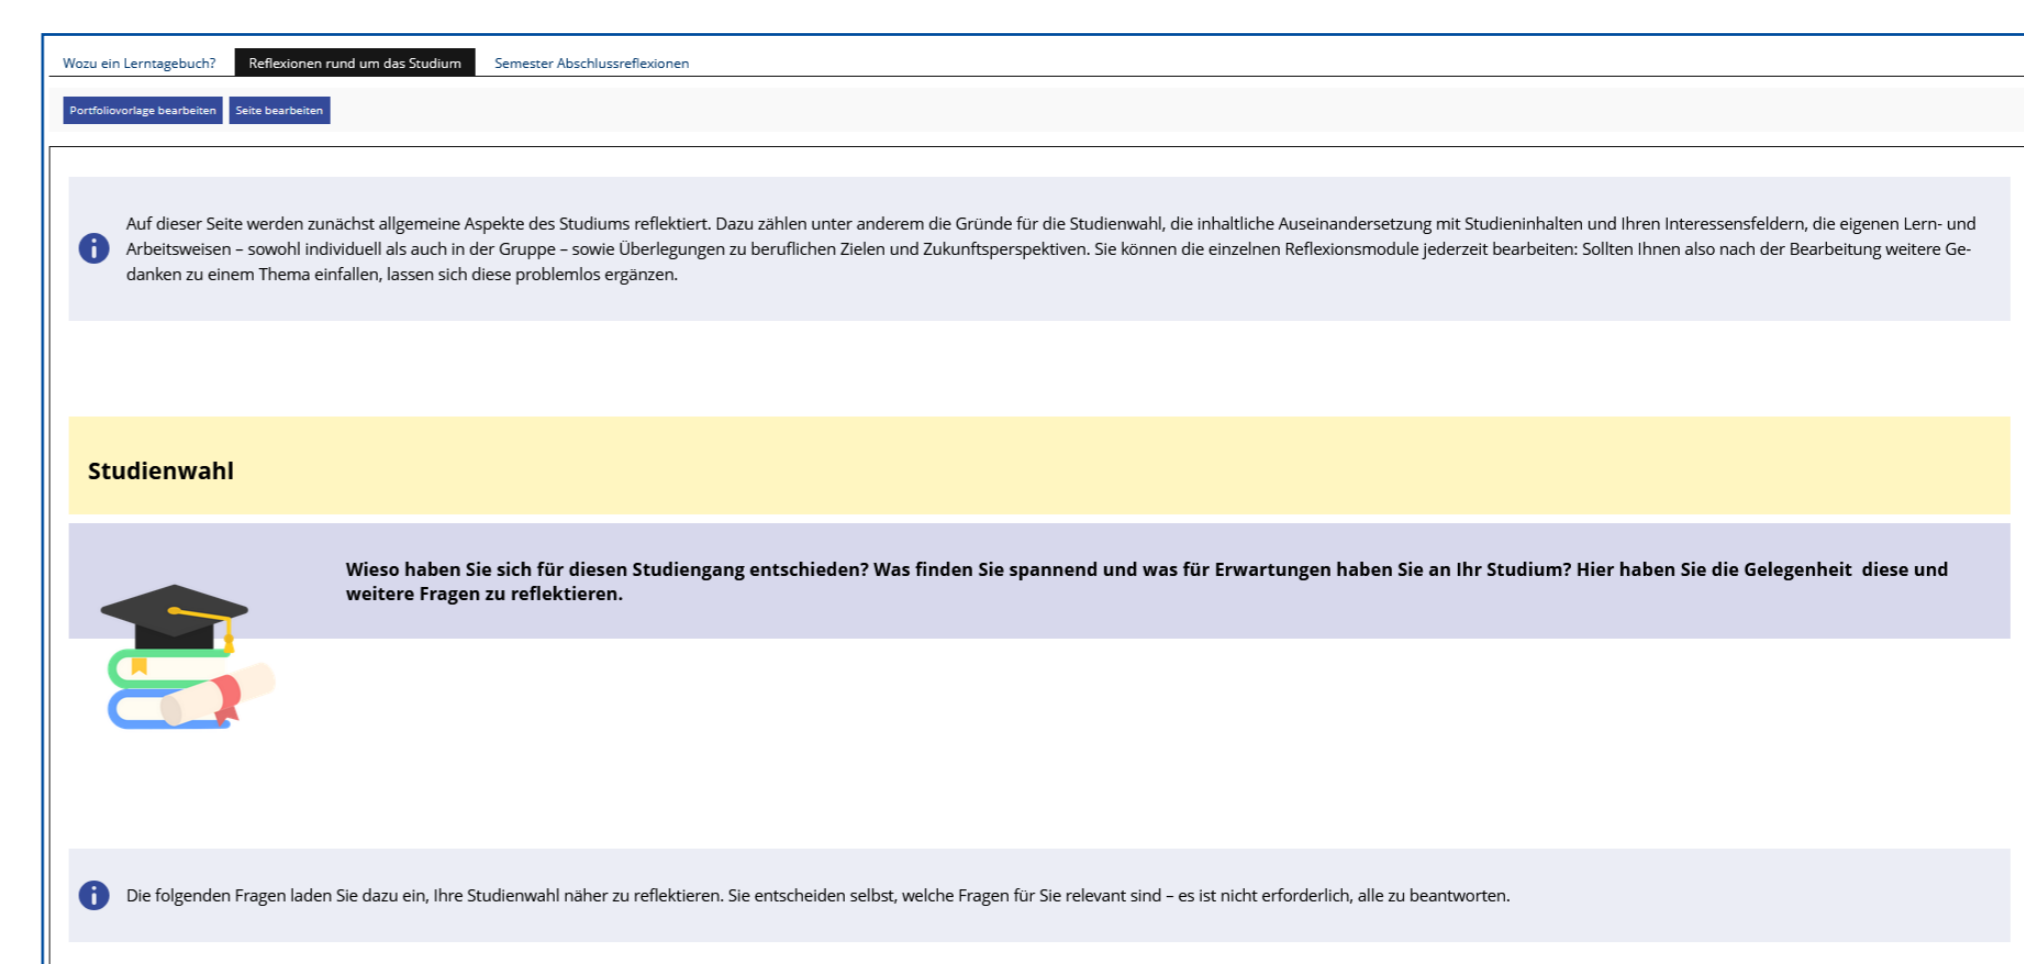 Wozu ein Lerntagebuch? Reflexionen rund um das Studium Semester Abschlussreflexionen
Portfoliovorlage bearbeiten Seite bearbeiten
Auf dieser Seite werden zunächst allgemeine Aspekte des Studiums reflektiert. Dazu zählen unter anderem die Gründe für die Studienwahl, die inhaltliche Auseinandersetzung mit Studieninhalten und Ihren Interessensfeldern, die eigenen Lern- und
Arbeitsweisen – sowohl individuell als auch in der Gruppe – sowie Überlegungen zu beruflichen Zielen und Zukunftsperspektiven. Sie können die einzelnen Reflexionsmodule jederzeit bearbeiten: Sollten Ihnen also nach der Bearbeitung weitere Ge-
danken zu einem Thema einfallen, lassen sich diese problemlos ergänzen.
Studienwahl
Wieso haben Sie sich für diesen Studiengang entschieden? Was finden Sie spannend und was für Erwartungen haben Sie an Ihr Studium? Hier haben Sie die Gelegenheit  diese und
weitere Fragen zu reflektieren.
Die folgenden Fragen laden Sie dazu ein, Ihre Studienwahl näher zu reflektieren. Sie entscheiden selbst, welche Fragen für Sie relevant sind – es ist nicht erforderlich, alle zu beantworten.